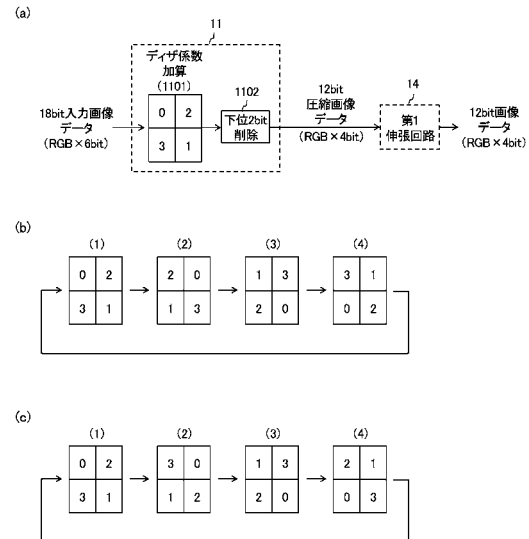 (a)
11
ディザ係数
加算
(1101)
0 2
3 1
1102
下位2bit
削除
18bit入力画像
データ
(RGB×6bit)
12bit
圧縮画像
データ
(RGB×4bit)
14
第1
伸張回路
12bit画像
データ
(RGB×4bit)
(b)
(1) (2) (3) (4)
0 2 2 0 1 3 3 1
3 1 1 3 2 0 0 2
(c)
(1) (2) (3) (4)
0 2 3 0 1 3 2 1
3 1 1 2 2 0 0 3